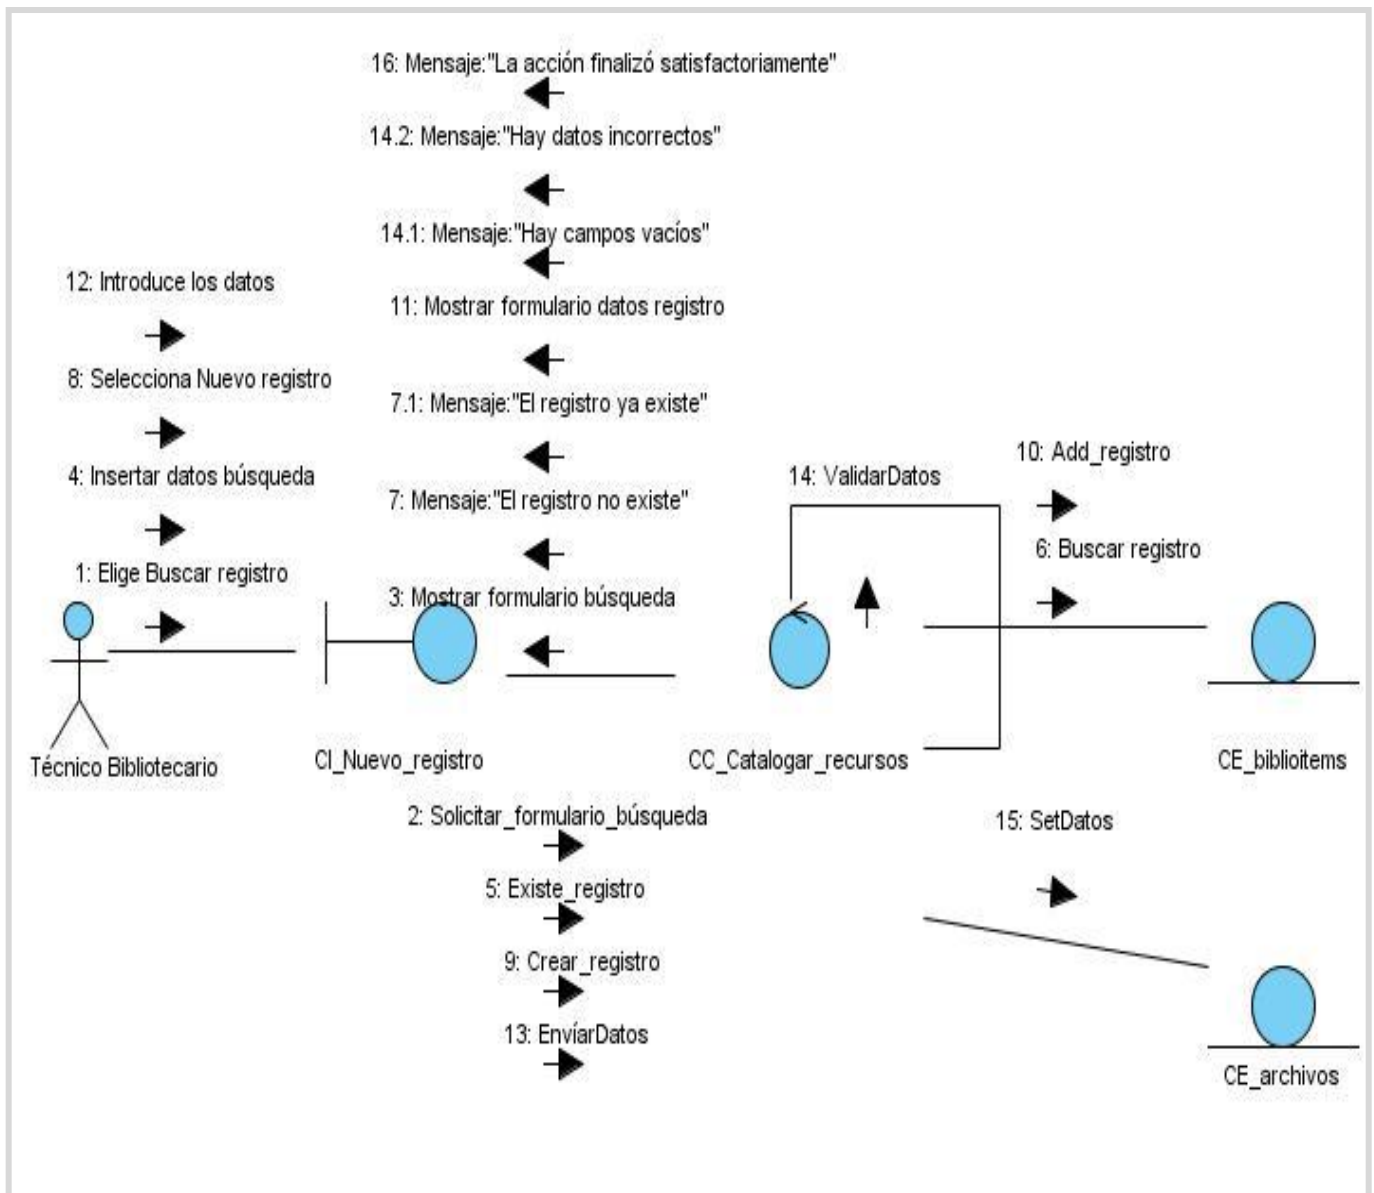 16: Mensaje:"La acción finalizó satisfactoriamente"
14.2: Mensaje:"Hay datos incorrectos"
14.1: Mensaje:"Hay campos vacíos"
12: Introduce los datos
11: Mostrar formulario datos registro
8: Selecciona Nuevo registro
7.1: Mensaje:"El registro ya existe"
10: Add_registro
4: Insertar datos búsqueda
14: ValidarDatos
7: Mensaje:"El registro no existe"
6: Buscar registro
1: Elige Buscar registro
3: Mostrar formulario búsqueda
Técnico Bibliotecario
CI_Nuevo_registro
CC_Catalogar_recursos
CE_biblioitems
2: Solicitar_formulario_búsqueda
15: SetDatos
5: Existe_registro
9: Crear_registro
13: EnvíarDatos
CE_archivos